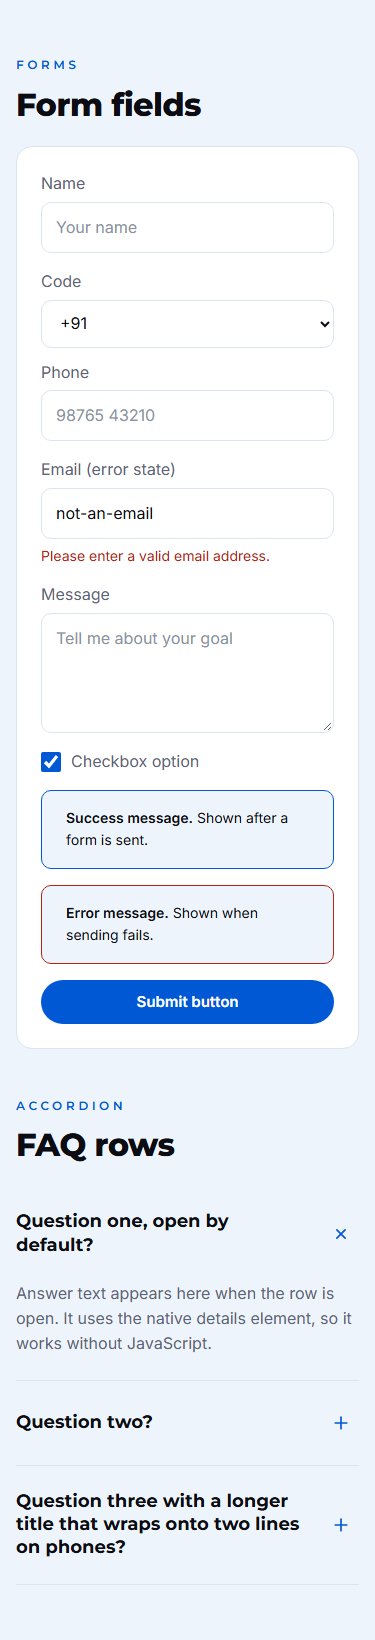 FORMS
Form fields
Name
Your name
Code
+91
Phone
98765 43210
Email (error state)
not-an-email
Please enter a valid email address.
Message
Tell me about your goal
Checkbox option
Success message. Shown after a
form is sent.
Error message. Shown when
sending fails.
Submit button
ACCORDION
FAQ rows
Question one, open by
default?
Answer text appears here when the row is
open. It uses the native details element, so it
works without JavaScript.
Question two?
Question three with a longer
title that wraps onto two lines
on phones?